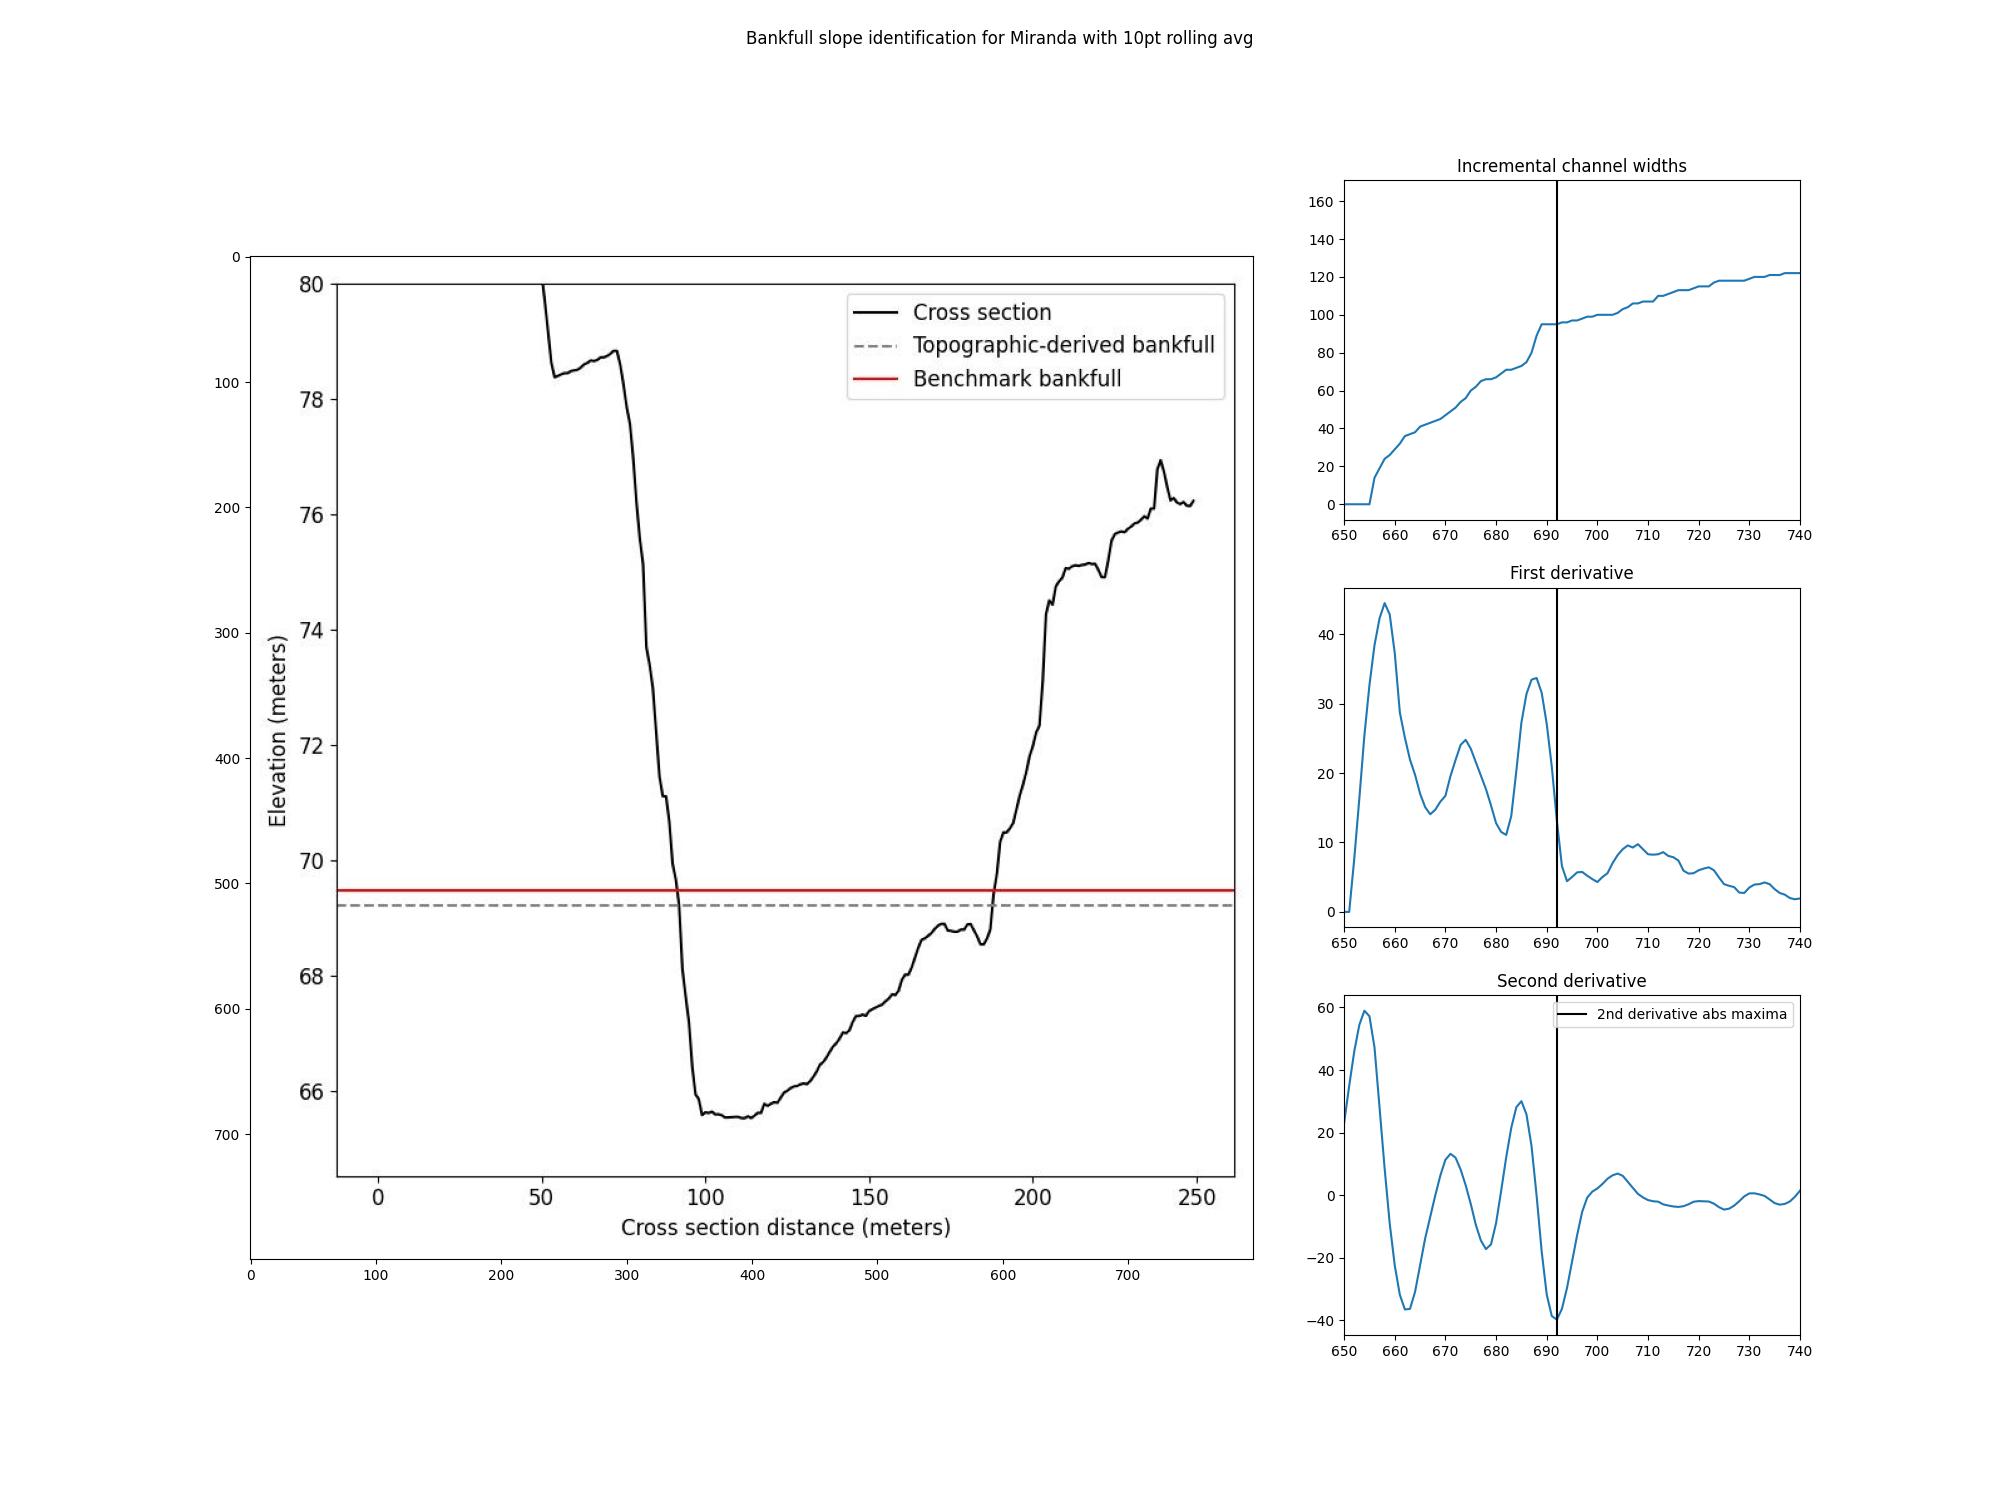 Bankfull slope identification for Miranda with 10pt rolling avg
0
100
200
300
400
500
600
700
80
78
76
74
72
70
68
66
Elevation (meters)
Cross section
Topographic-derived bankfull
Benchmark bankfull
0 50 100 150 200 250
Cross section distance (meters)
0 100 200 300 400 500 600 700
Incremental channel widths
160
140
120
100
80
60
40
20
0
650 660 670 680 690 700 710 720 730 740
First derivative
40
30
20
10
0
650 660 670 680 690 700 710 720 730 740
Second derivative
2nd derivative abs maxima
60
40
20
0
−20
−40
650 660 670 680 690 700 710 720 730 740